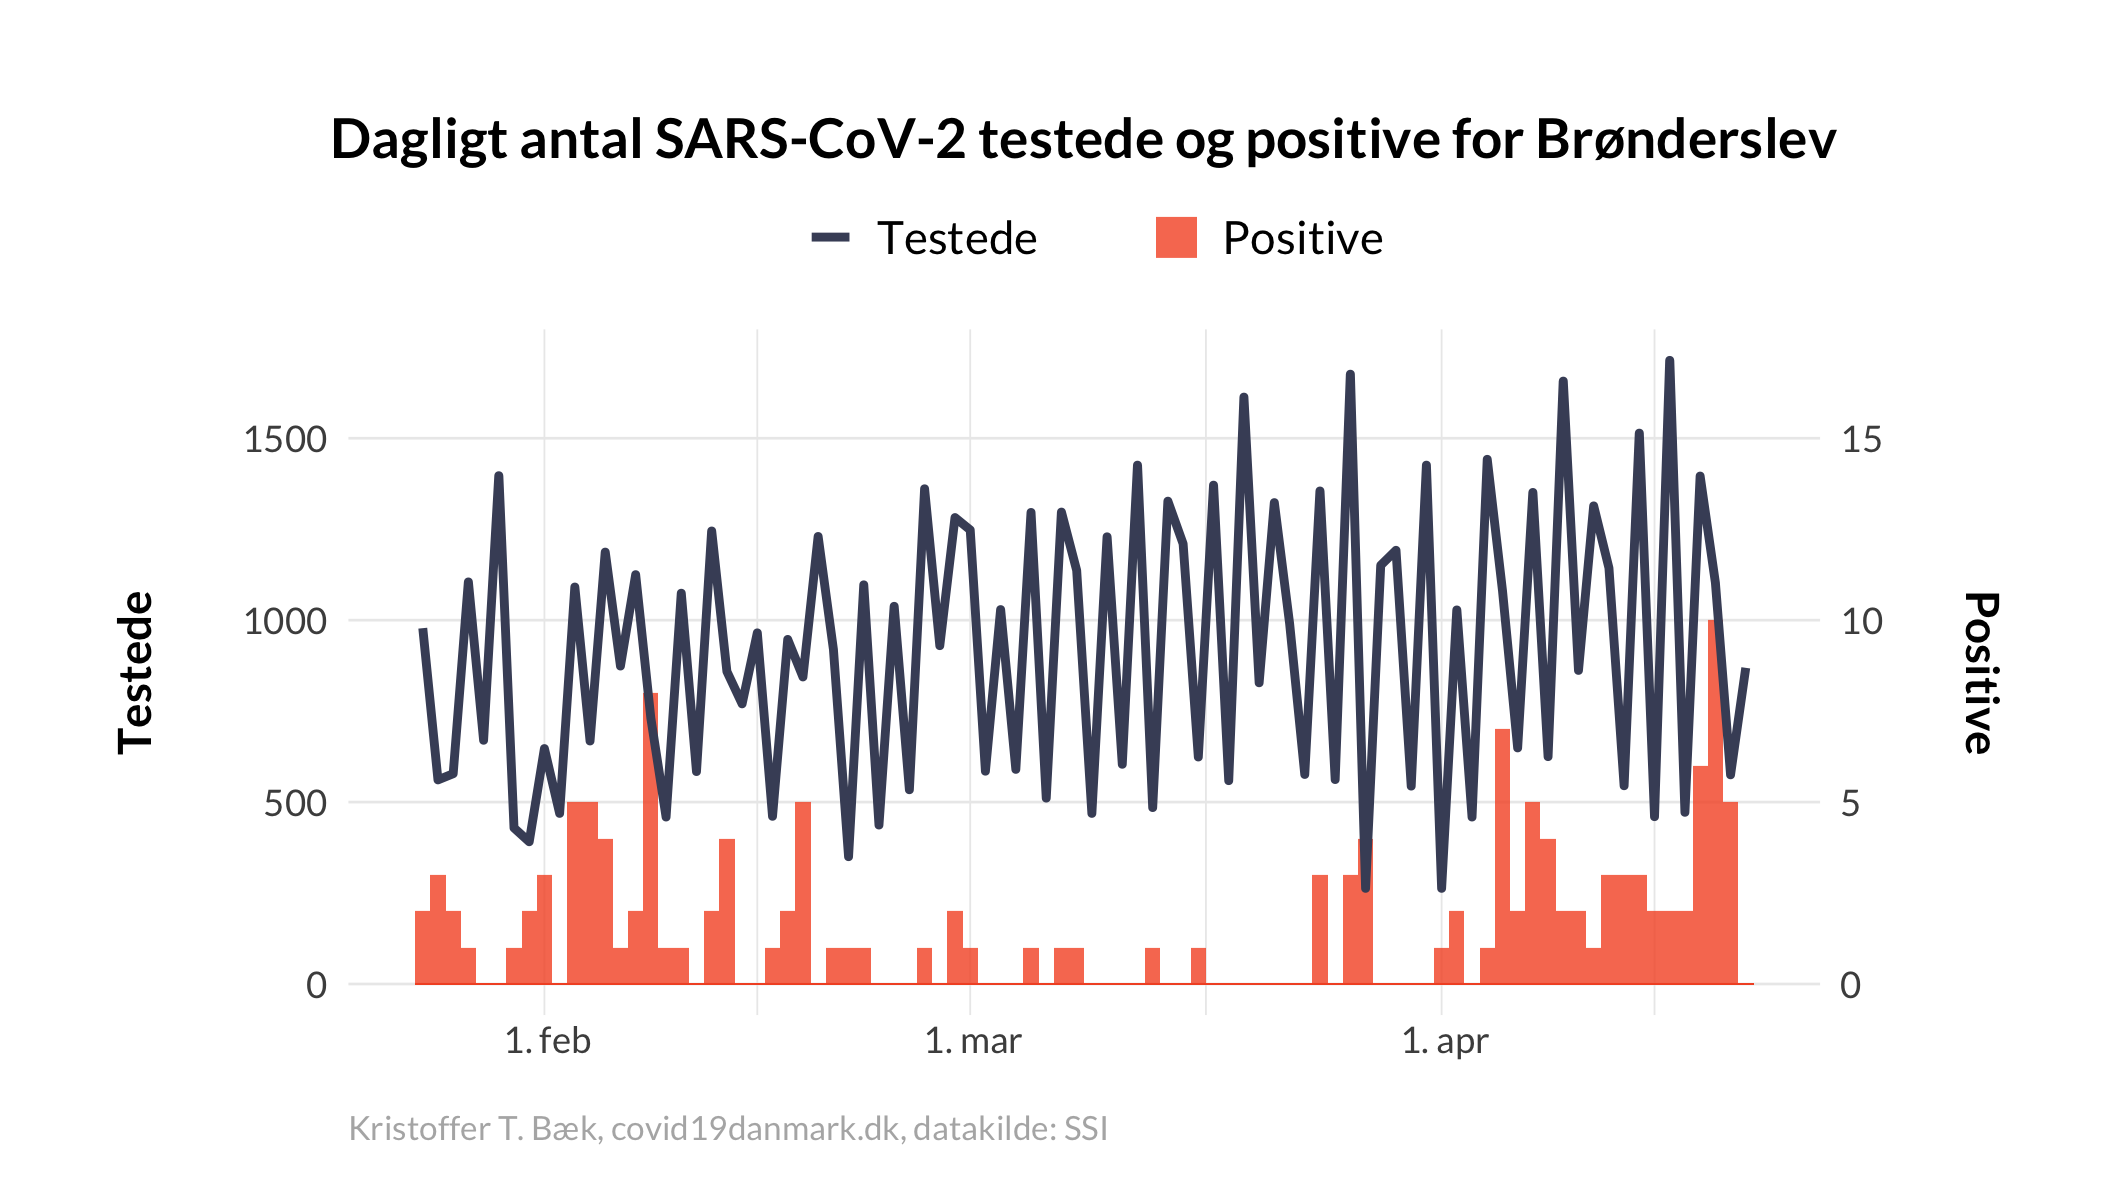 Dagligt antal SARS-CoV-2 testede og positive for Brønderslev
Testede
Positive
1500
1000
500
0
Testede
15
10
5
0
Positive
1. feb
1. mar
1. apr
Kristoffer T. Bæk, covid19danmark.dk, datakilde: SSI